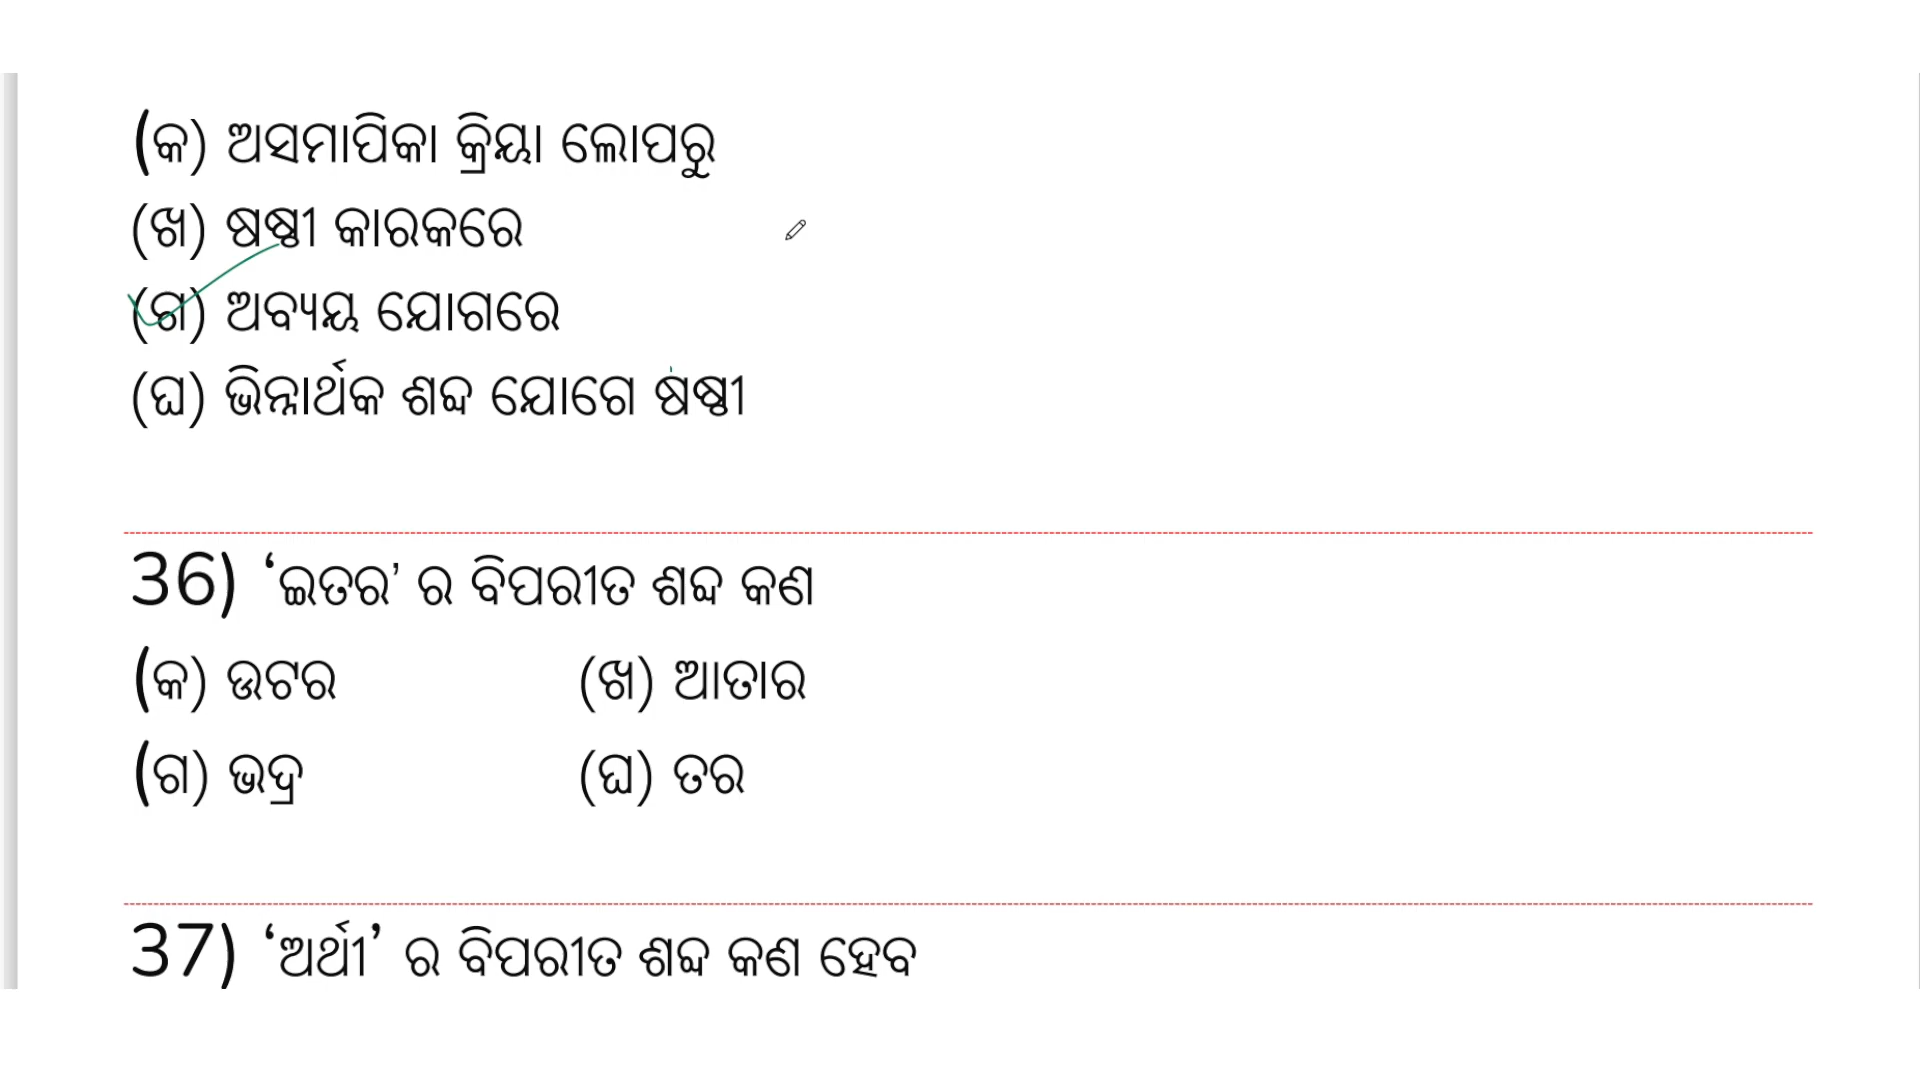 (କ) ଅସମାପିକା କ୍ରିୟା ଲୋପରୁ
(ଖ) ଷଷ୍ଠୀ କାରକରେ
(ଗ) ଅବ୍ୟୟ ଯୋଗରେ
(ଘ) ଭିନ୍ନାର୍ଥକ ଶବ୍ଦ ଯୋଗେ ଷଷ୍ଠୀ
36) ‘ଇତର’ ର ବିପରୀତ ଶବ୍ଦ କଣ
(କ) ଉଟର (ଖ) ଆତାର
(ଗ) ଭଦ୍ର (ଘ) ତର
37) ‘ଅର୍ଥୀ’ ର ବିପରୀତ ଶବ୍ଦ କଣ ହେବ